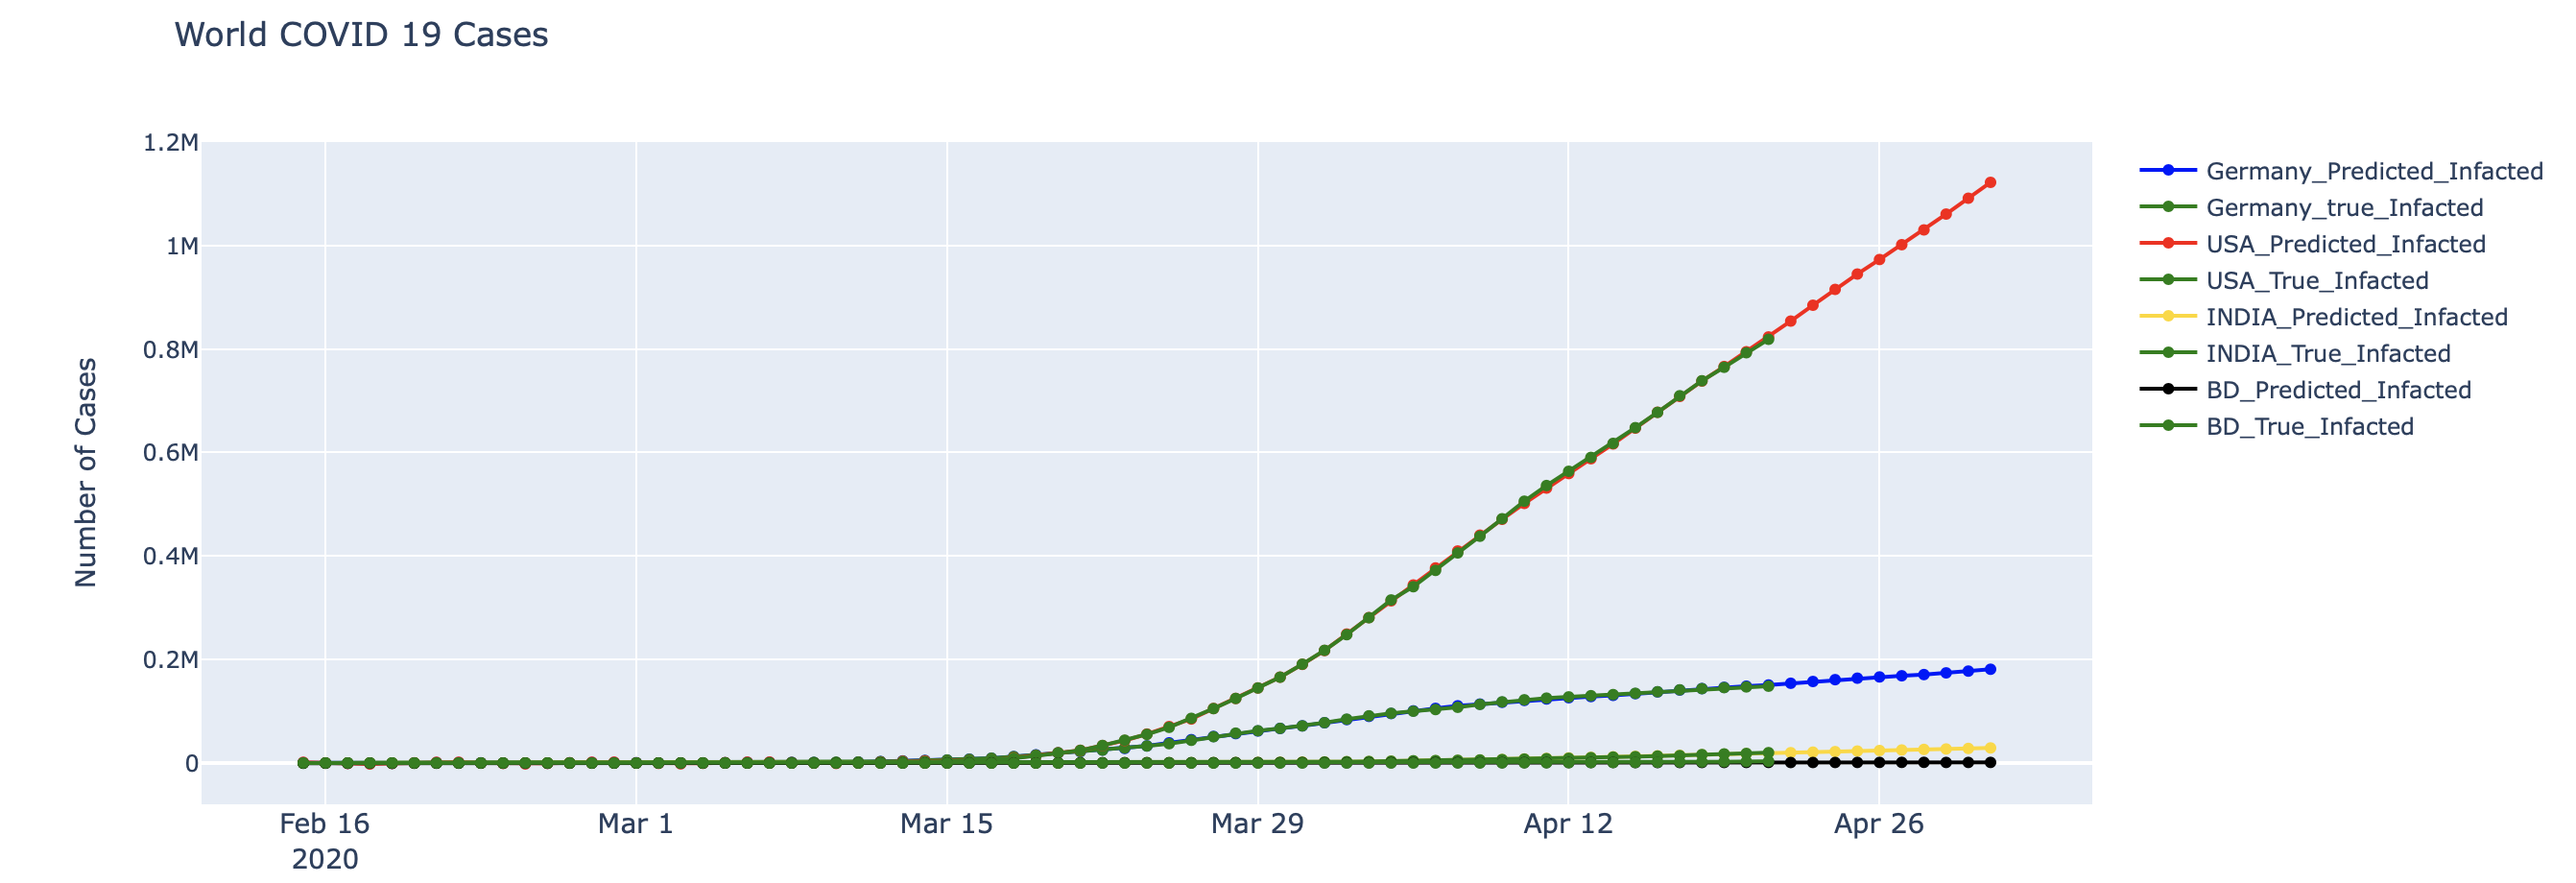 World COVID 19 Cases
1.2M
1M
0.8M
0.6M
0.4M
0.2M
0
Number of Cases
Feb 16
2020
Mar 1
Mar 15
Mar 29
Apr 12
Apr 26
Germany_Predicted_Infacted
Germany_true_Infacted
USA_Predicted_Infacted
USA_True_Infacted
INDIA_Predicted_Infacted
INDIA_True_Infacted
BD_Predicted_Infacted
BD_True_Infacted